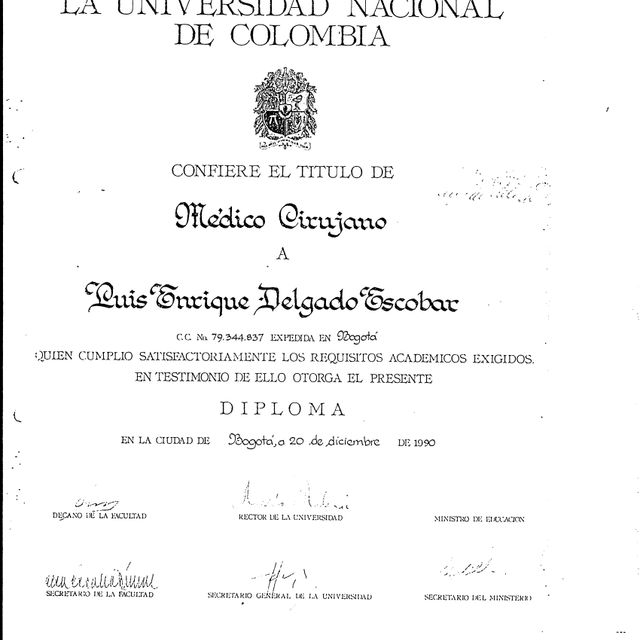 LA UNIVERSIDAD NACIONAL
DE COLOMBIA
CONFIERE EL TITULO DE
Médico Cirujano
A
Luis Enrique Delgado Escobar
C.C. No. 79.344.837 EXPEDIDA EN Bogotá
QUIEN CUMPLIO SATISFACTORIAMENTE LOS REQUISITOS ACADEMICOS EXIGIDOS.
EN TESTIMONIO DE ELLO OTORGA EL PRESENTE
DIPLOMA
EN LA CIUDAD DE Bogotá, a 20 de diciembre DE 1990
DECANO DE LA FACULTAD
RECTOR DE LA UNIVERSIDAD
MINISTRO DE EDUCACION
SECRETARIO DE LA FACULTAD
SECRETARIO GENERAL DE LA UNIVERSIDAD
SECRETARIO DEL MINISTERIO